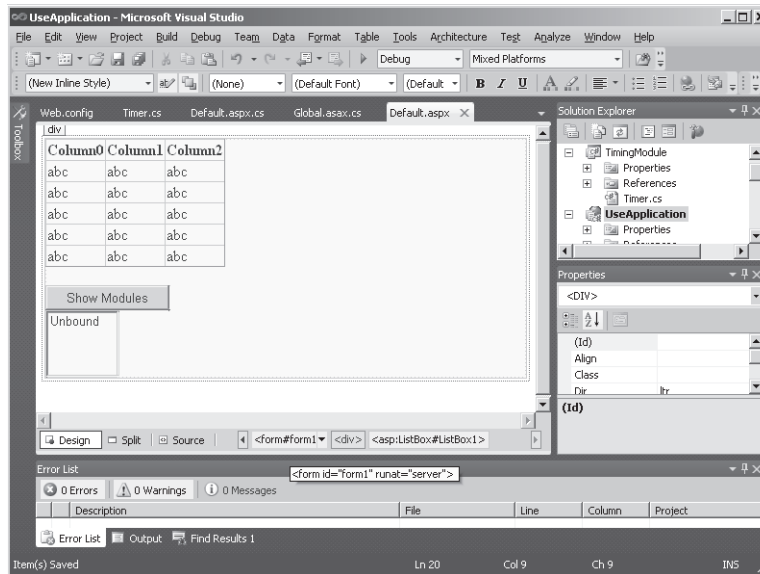 UseApplication - Microsoft Visual Studio
File Edit View Project Build Debug Team Data Format Table Tools Architecture Test Analyze Window Help
Debug Mixed Platforms
(New Inline Style) (None) (Default Font) (Default B I U A
Toolbox
Web.config Timer.cs Default.aspx.cs Global.asax.cs Default.aspx
div
Column0 Column1 Column2
abc abc abc
abc abc abc
abc abc abc
abc abc abc
abc abc abc
Show Modules
Unbound
Design Split Source <form#form1 <div> <asp:ListBox#ListBox1>
<form id="form1" runat="server">
Solution Explorer
TimingModule
Properties
References
Timer.cs
UseApplication
Properties
References
Properties
<DIV>
(Id)
Align
Class
Dir ltr
(Id)
Error List
0 Errors 0 Warnings 0 Messages
Description File Line Column Project
Error List Output Find Results 1
Item(s) Saved Ln 20 Col 9 Ch 9 INS